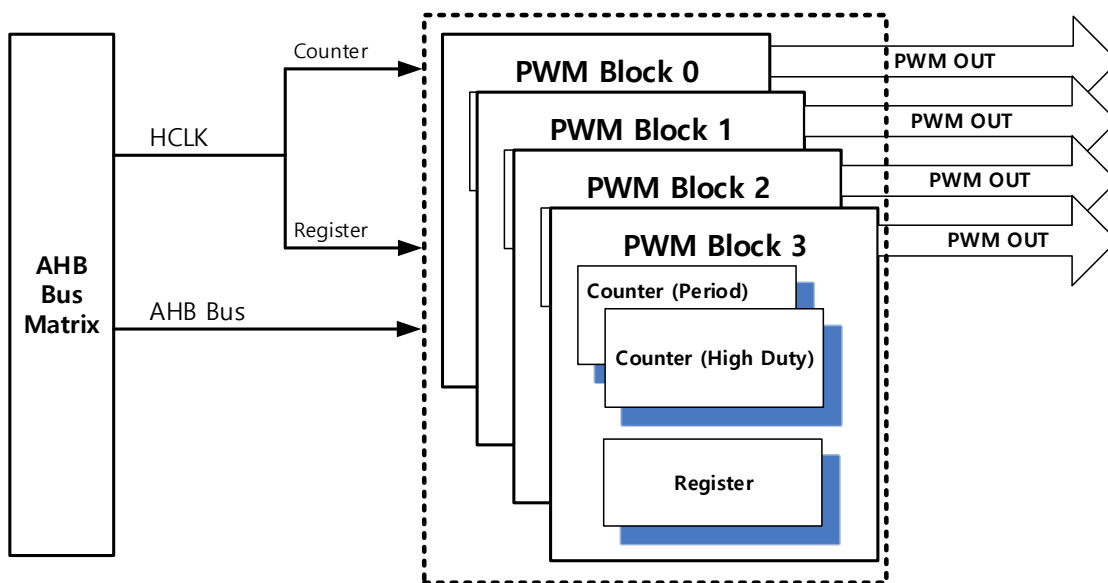 AHB
Bus
Matrix
HCLK
Counter
Register
AHB Bus
PWM Block 0
PWM Block 1
PWM Block 2
PWM Block 3
Counter (Period)
Counter (High Duty)
Register
PWM OUT
PWM OUT
PWM OUT
PWM OUT